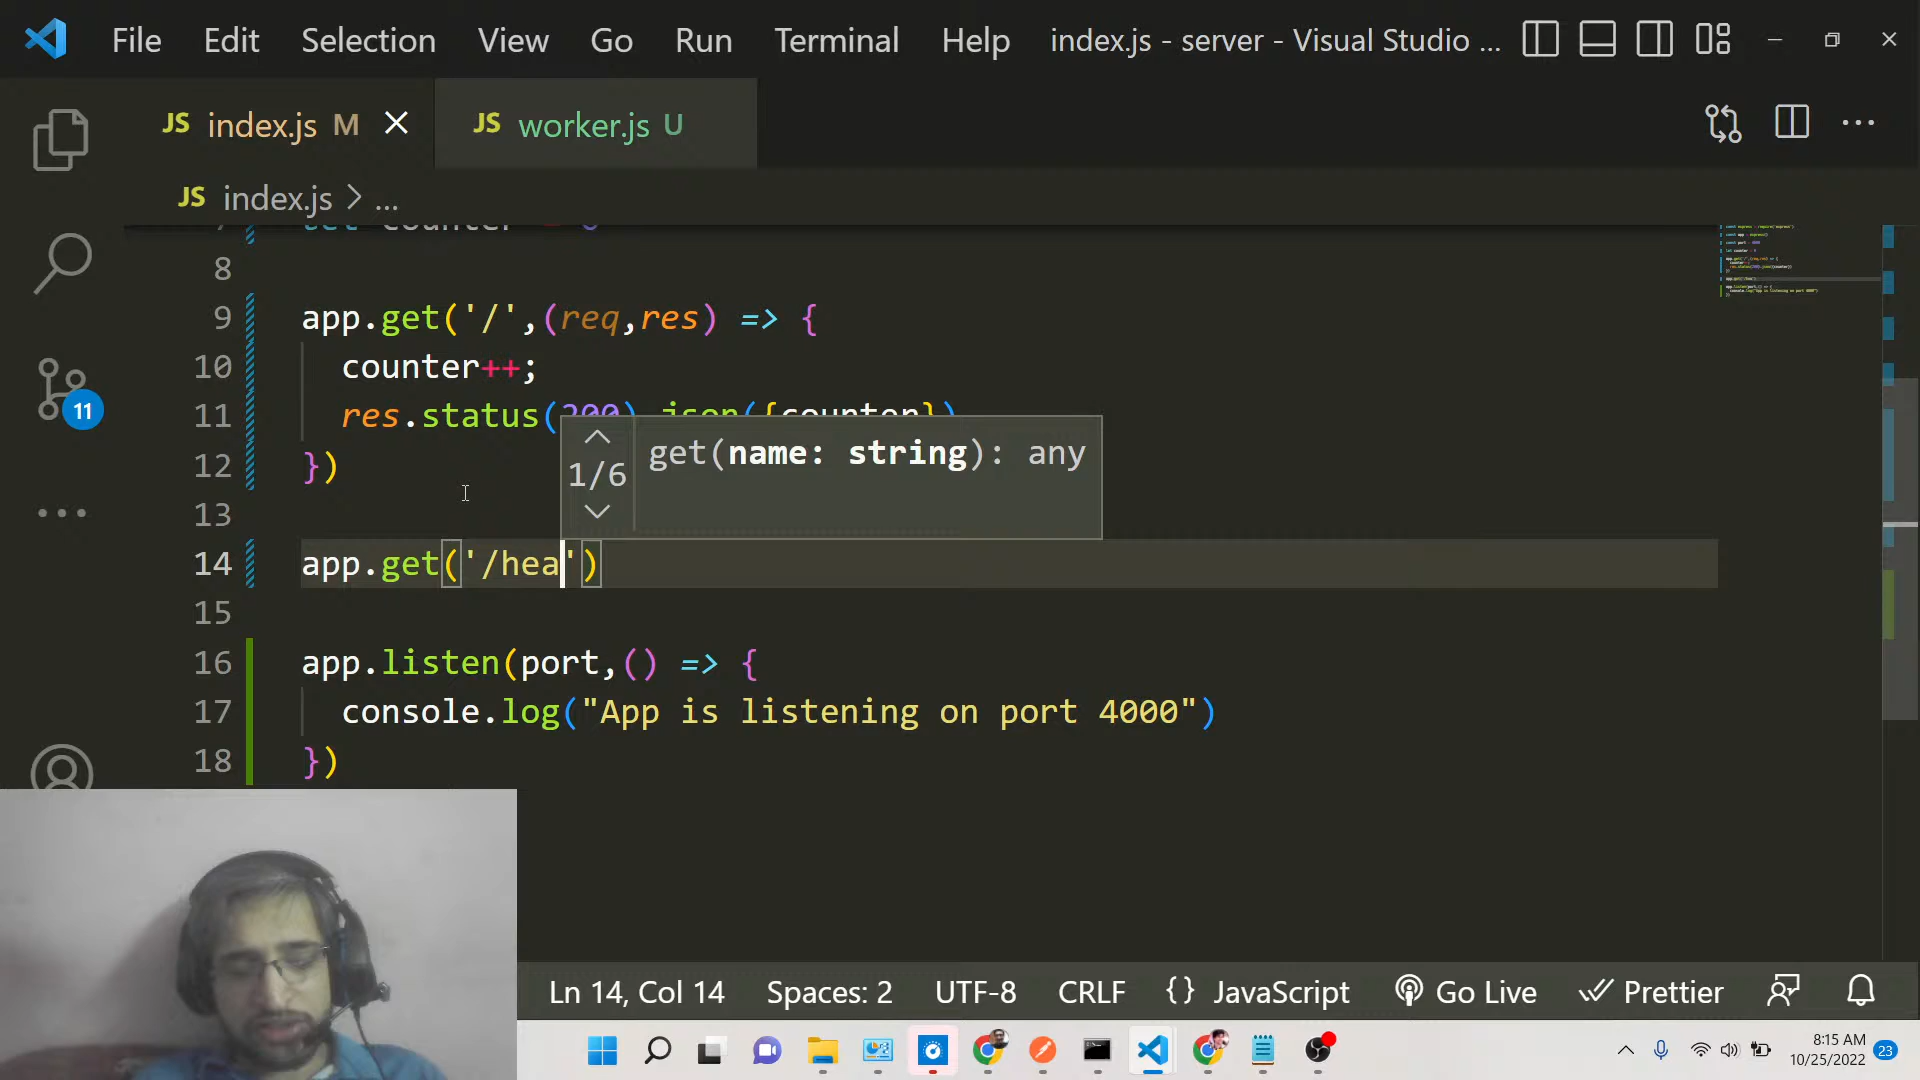 File Edit Selection View Go Run Terminal Help index.js - server - Visual Studio ...
JS index.js M JS worker.js U
JS index.js > ...
8
9 app.get('/',(req,res) => {
10 counter++;
11 res.status(200).json({counter})
12 })
13
14 app.get('/hea')
15
16 app.listen(port,() => {
17 console.log("App is listening on port 4000")
18 })
get(name: string): any
1/6
11
Ln 14, Col 14 Spaces: 2 UTF-8 CRLF {} JavaScript Go Live Prettier
8:15 AM
10/25/2022 23